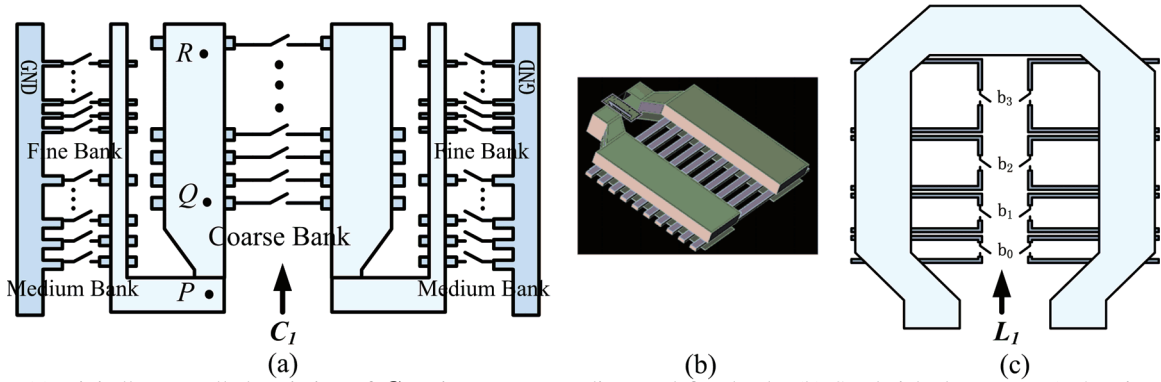 GND
R
Fine Bank
Q
Coarse Bank
Medium Bank
P
C1
(a)
GND
Fine Bank
Medium Bank
(b)
b3
b2
b1
b0
L1
(c)